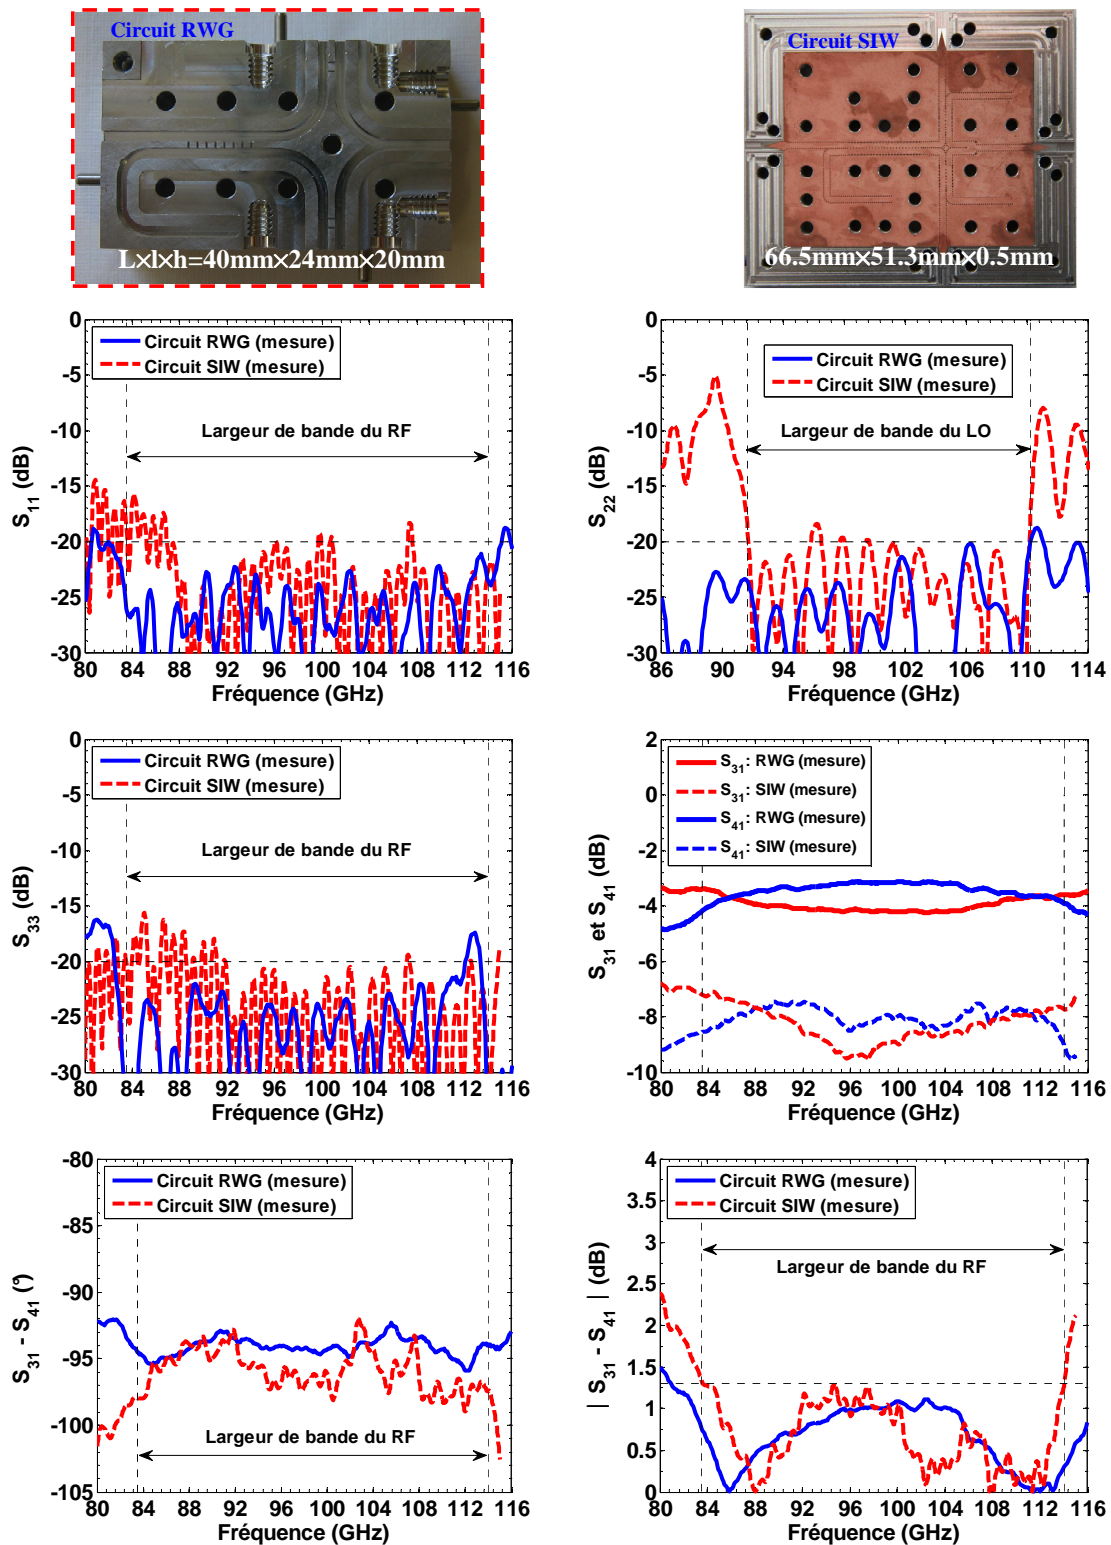 Circuit RWG
L×l×h=40mm×24mm×20mm
Circuit SIW
66.5mm×51.3mm×0.5mm
S11 (dB)
0
-5
-10
-15
-20
-25
-30
Circuit RWG (mesure)
Circuit SIW (mesure)
Largeur de bande du RF
80 84 88 92 96 100 104 108 112 116
Fréquence (GHz)
S22 (dB)
0
-5
-10
-15
-20
-25
-30
Circuit RWG (mesure)
Circuit SIW (mesure)
Largeur de bande du LO
86 90 94 98 102 106 110 114
Fréquence (GHz)
S33 (dB)
0
-5
-10
-15
-20
-25
-30
Circuit RWG (mesure)
Circuit SIW (mesure)
Largeur de bande du RF
80 84 88 92 96 100 104 108 112 116
Fréquence (GHz)
S31 et S41 (dB)
2
0
-2
-4
-6
-8
-10
S31: RWG (mesure)
S31: SIW (mesure)
S41: RWG (mesure)
S41: SIW (mesure)
80 84 88 92 96 100 104 108 112 116
Fréquence (GHz)
S31 - S41 (°)
-80
-85
-90
-95
-100
-105
Circuit RWG (mesure)
Circuit SIW (mesure)
Largeur de bande du RF
80 84 88 92 96 100 104 108 112 116
Fréquence (GHz)
| S31 - S41 | (dB)
4
3.5
3
2.5
2
1.5
1
0.5
0
Circuit RWG (mesure)
Circuit SIW (mesure)
Largeur de bande du RF
80 84 88 92 96 100 104 108 112 116
Fréquence (GHz)